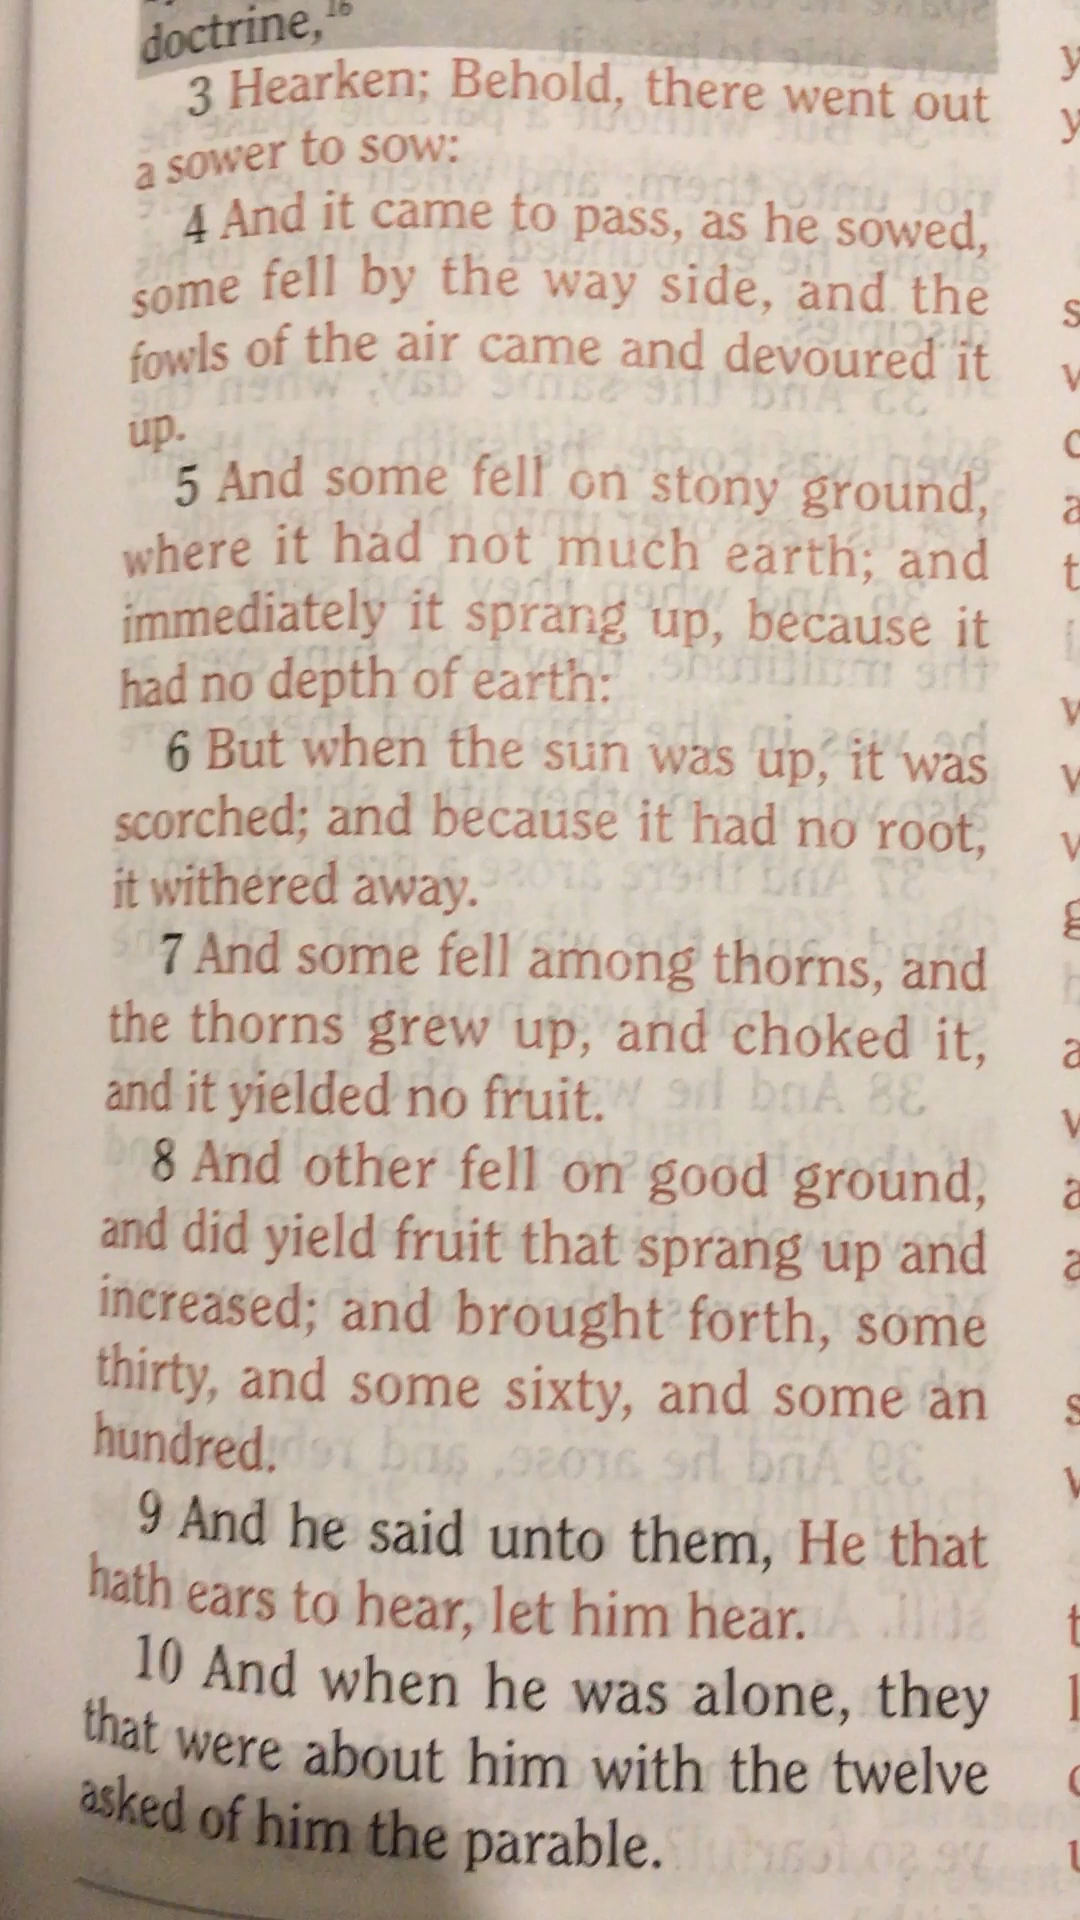 doctrine,16
3 Hearken; Behold, there went out
a sower to sow:
4 And it came to pass, as he sowed,
some fell by the way side, and the
fowls of the air came and devoured it
up.
5 And some fell on stony ground,
where it had not much earth; and
immediately it sprang up, because it
had no depth of earth:
6 But when the sun was up, it was
scorched; and because it had no root,
it withered away.
7 And some fell among thorns, and
the thorns grew up, and choked it,
and it yielded no fruit.
8 And other fell on good ground,
and did yield fruit that sprang up and
increased; and brought forth, some
thirty, and some sixty, and some an
hundred.
9 And he said unto them, He that
hath ears to hear, let him hear.
10 And when he was alone, they
that were about him with the twelve
asked of him the parable.